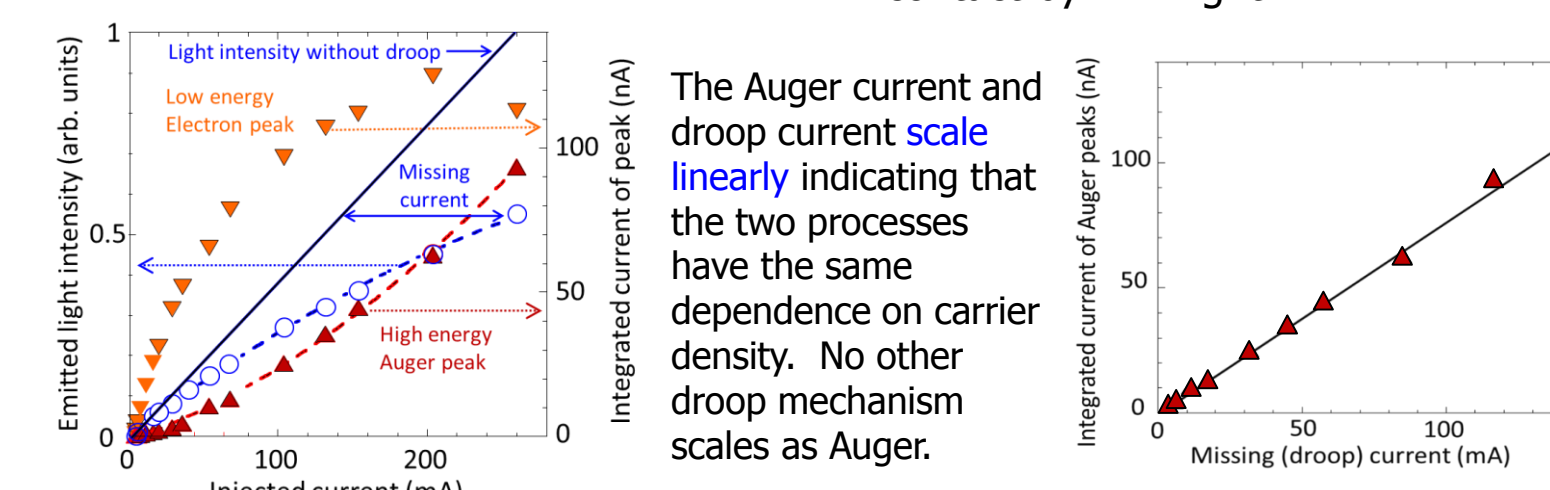 1
Light intensity without droop
Low energy
Electron peak
Missing
current
High energy
Auger peak
0.5
0
100
50
0
0
100
200
Emitted light intensity (arb. units)
Integrated current of peak (nA)
Injected current (mA)
The Auger current and
droop current scale
linearly indicating that
the two processes
have the same
dependence on carrier
density. No other
droop mechanism
scales as Auger.
Integrated current of Auger peaks (nA)
100
50
0
0
50
100
Missing (droop) current (mA)